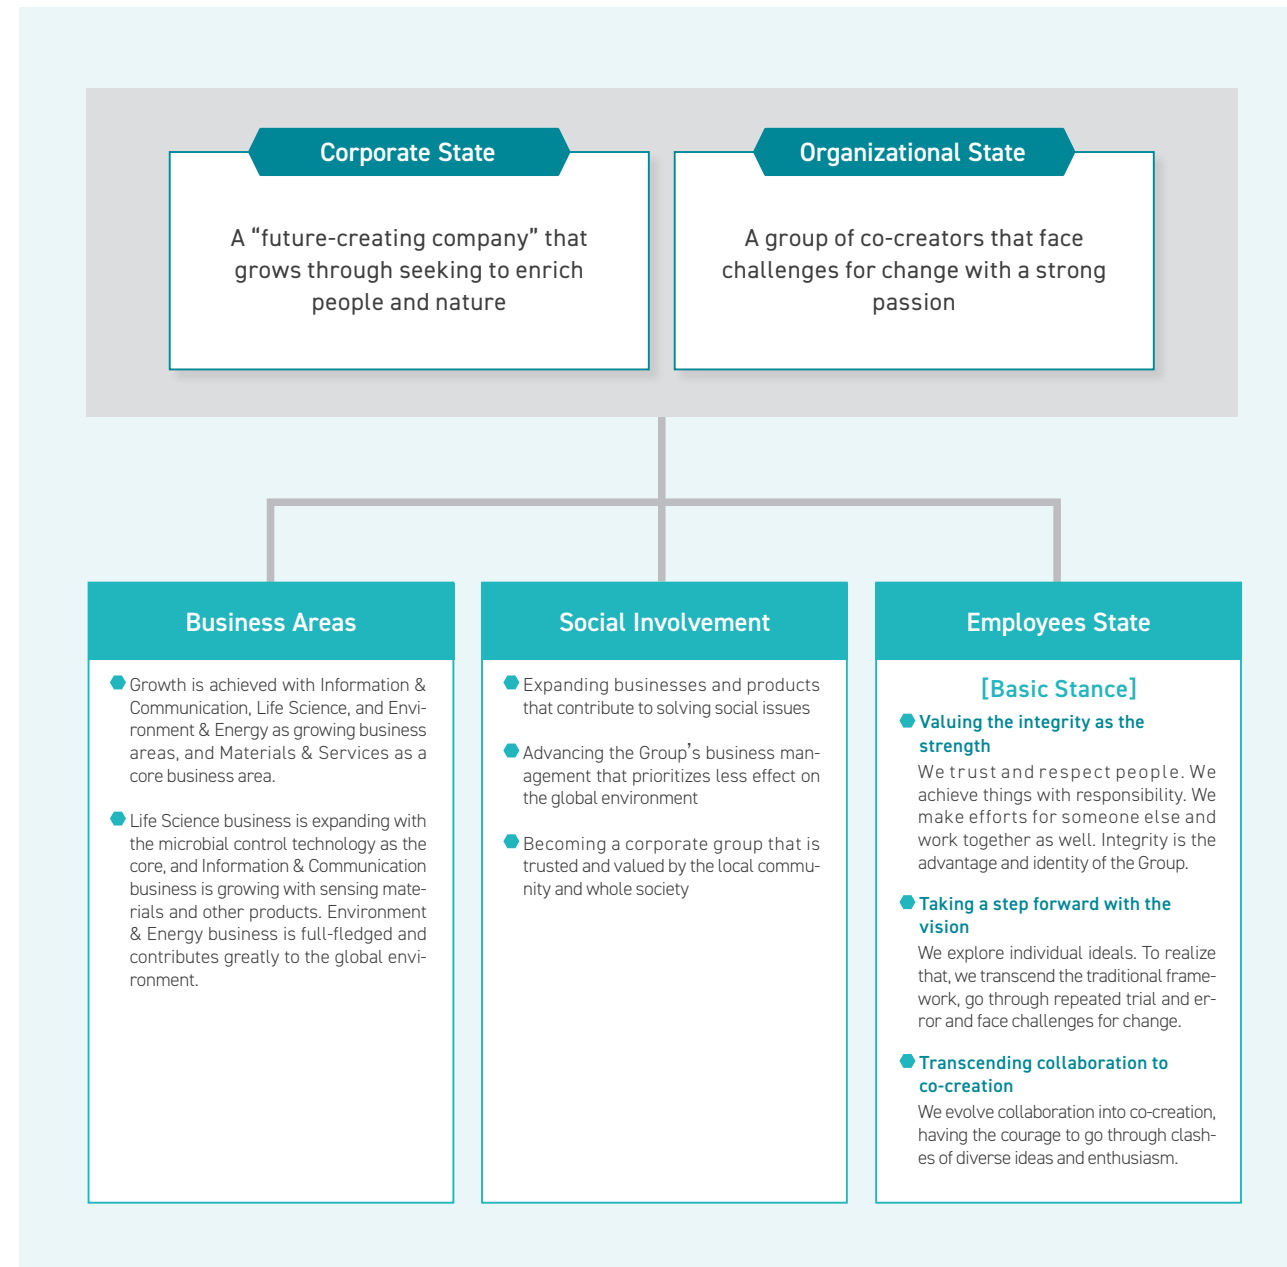 Corporate State
A “future-creating company” that
grows through seeking to enrich
people and nature
Organizational State
A group of co-creators that face
challenges for change with a strong
passion
Business Areas
Growth is achieved with Information &
Communication, Life Science, and Envi-
ronment & Energy as growing business
areas, and Materials & Services as a
core business area.
Life Science business is expanding with
the microbial control technology as the
core, and Information & Communication
business is growing with sensing mate-
rials and other products. Environment
& Energy business is full-fledged and
contributes greatly to the global envi-
ronment.
Social Involvement
Expanding businesses and products
that contribute to solving social issues
Advancing the Group’s business man-
agement that prioritizes less effect on
the global environment
Becoming a corporate group that is
trusted and valued by the local commu-
nity and whole society
Employees State
[Basic Stance]
Valuing the integrity as the
strength
We trust and respect people. We
achieve things with responsibility. We
make efforts for someone else and
work together as well. Integrity is the
advantage and identity of the Group.
Taking a step forward with the
vision
We explore individual ideals. To realize
that, we transcend the traditional frame-
work, go through repeated trial and er-
ror and face challenges for change.
Transcending collaboration to
co-creation
We evolve collaboration into co-creation,
having the courage to go through clash-
es of diverse ideas and enthusiasm.